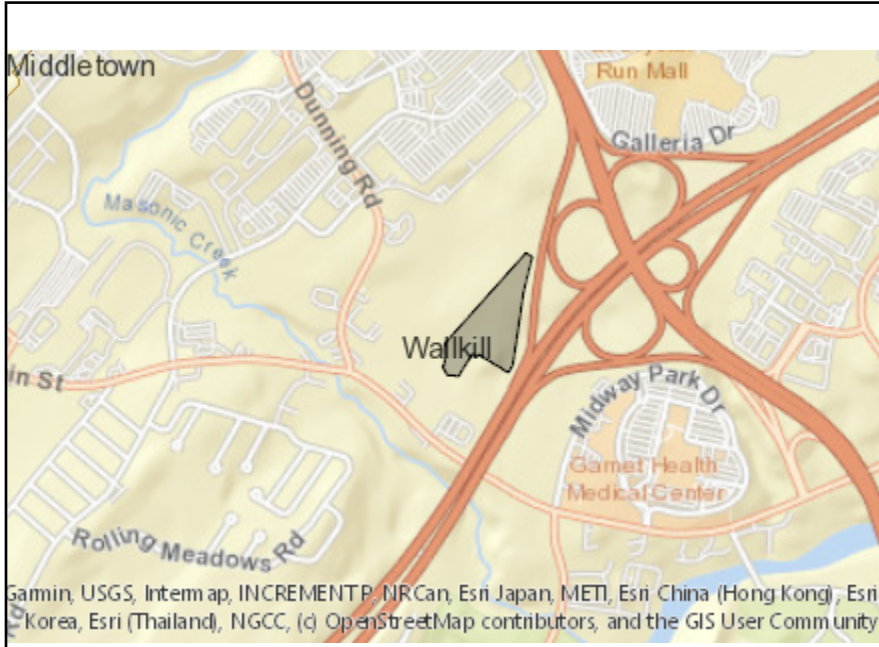 Middletown
Run Mall
Galleria Dr
Dunning Rd
Masonic Creek
Wallkill
in St
Midway Park Dr
Garnet Health
Medical Center
Rolling Meadows Rd
Rd
Garmin, USGS, Intermap, INCREMENT P, NRCan, Esri Japan, METI, Esri China (Hong Kong), Esri
Korea, Esri (Thailand), NGCC, (c) OpenStreetMap contributors, and the GIS User Community